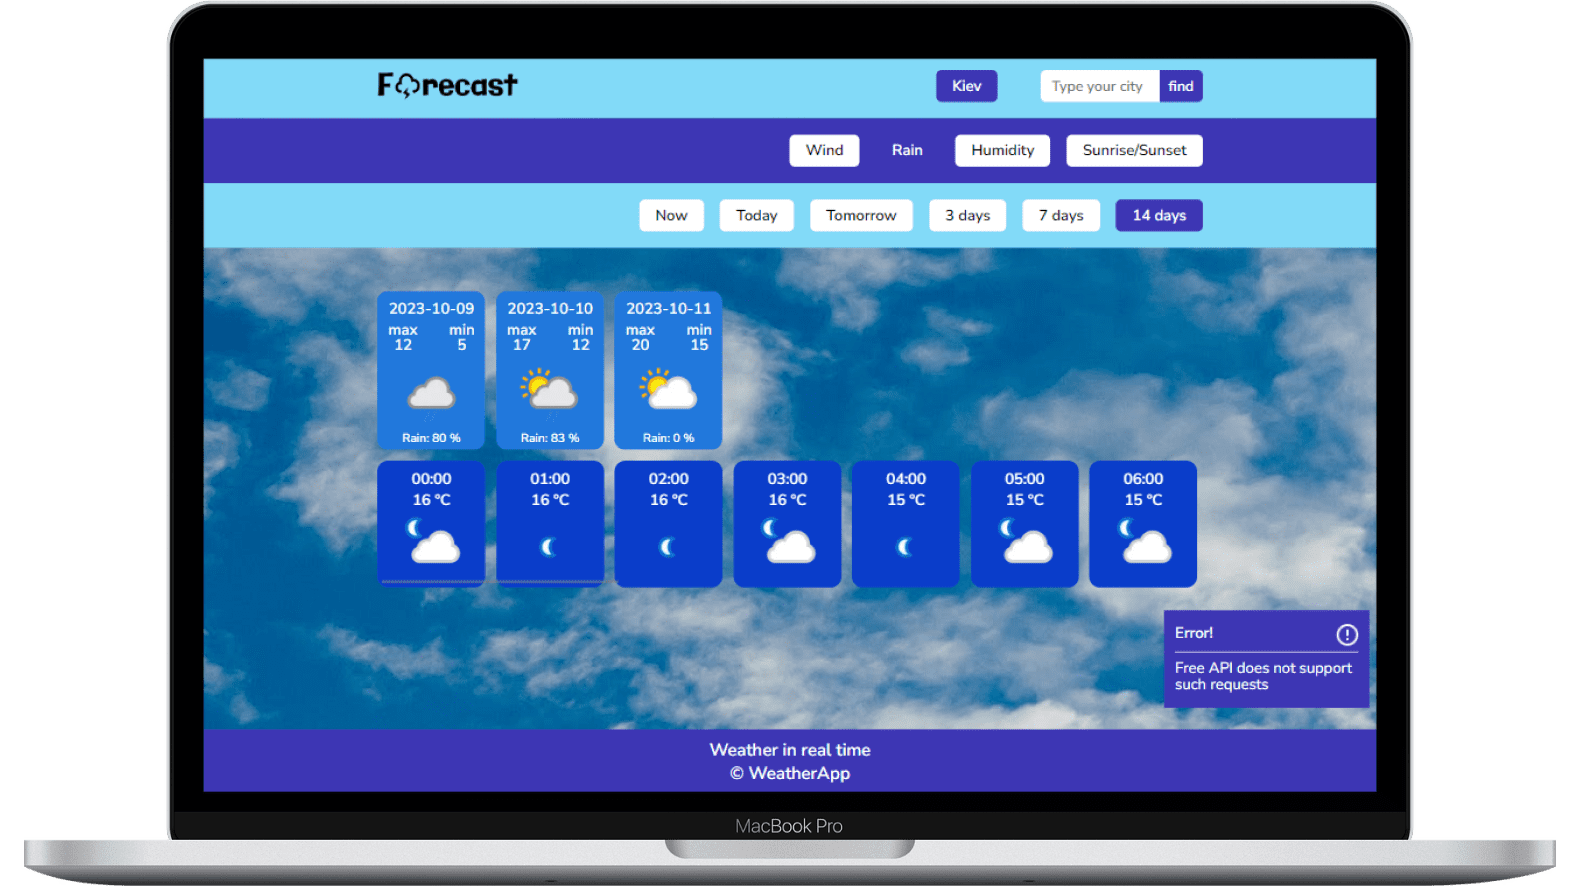 Forecast
Kiev
Type your city
find
Wind
Rain
Humidity
Sunrise/Sunset
Now
Today
Tomorrow
3 days
7 days
14 days
2023-10-09
max min
12 5
Rain: 80 %
2023-10-10
max min
17 12
Rain: 83 %
2023-10-11
max min
20 15
Rain: 0 %
00:00
16 °C
01:00
16 °C
02:00
16 °C
03:00
16 °C
04:00
15 °C
05:00
15 °C
06:00
15 °C
Error!
Free API does not support
such requests
Weather in real time
© WeatherApp
MacBook Pro